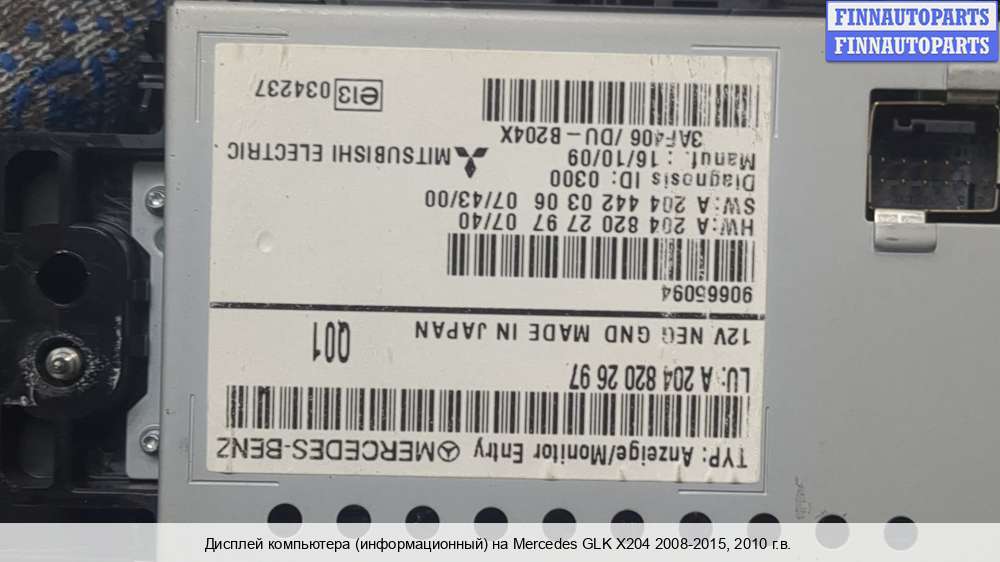 FINNAUTOPARTS
FINNAUTOPARTS
TYP: Anzeige/Monitor Entry MERCEDES-BENZ
LU: A 204 820 26 97
Q01
12V NEG GND MADE IN JAPAN
90665094
HW:A 204 820 27 97 07/40
SW:A 204 442 03 06 07/43/00
Diagnosis ID: 0300
Manuf.: 16/10/09
MITSUBISHI ELECTRIC
3AF406 /DU-B204X
e13 034237
Дисплей компьютера (информационный) на Mercedes GLK X204 2008-2015, 2010 г.в.